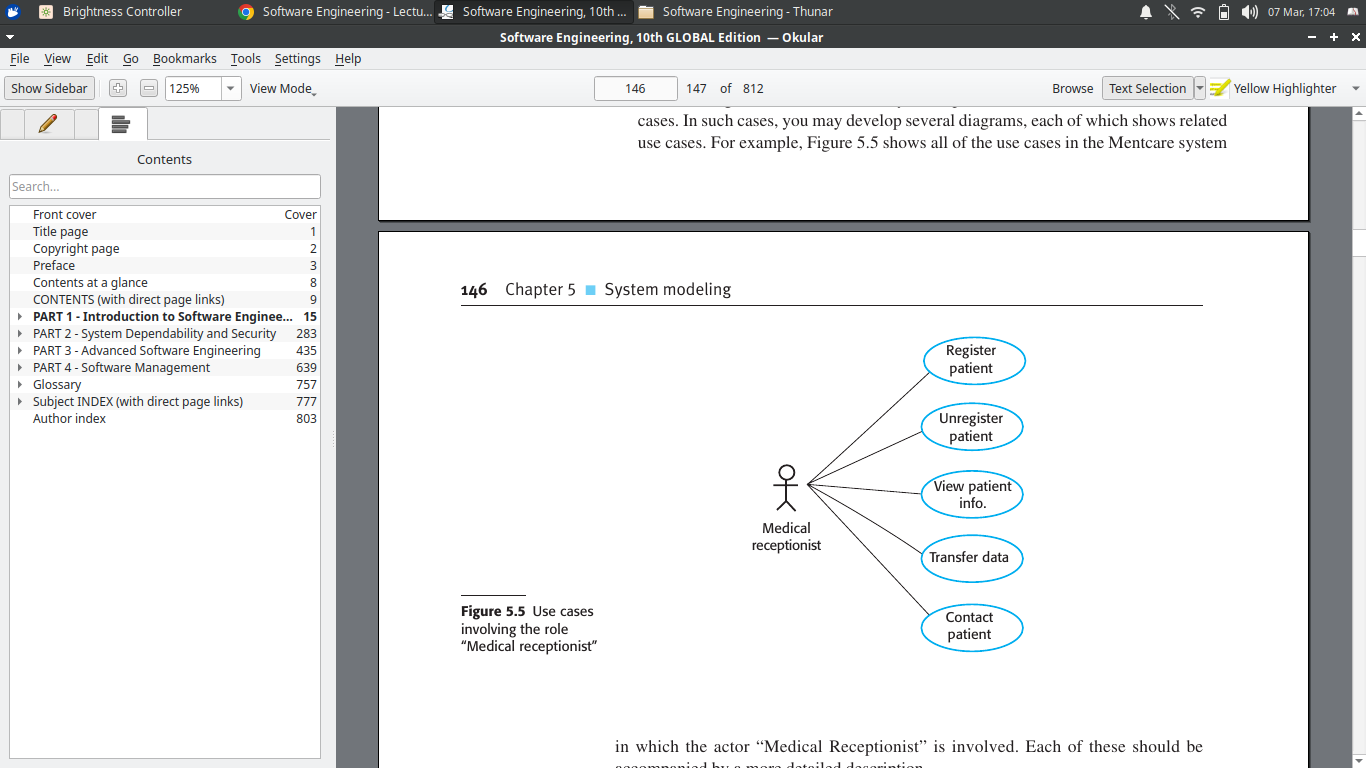 Brightness Controller
Software Engineering - Lectu...
Software Engineering, 10th ...
Software Engineering - Thunar
07 Mar, 17:04
Software Engineering, 10th GLOBAL Edition — Okular
File View Edit Go Bookmarks Tools Settings Help
Show Sidebar 125% View Mode 146 147 of 812 Browse Text Selection Yellow Highlighter
Contents
Search...
Front cover Cover
Title page 1
Copyright page 2
Preface 3
Contents at a glance 8
CONTENTS (with direct page links) 9
PART 1 - Introduction to Software Enginee... 15
PART 2 - System Dependability and Security 283
PART 3 - Advanced Software Engineering 435
PART 4 - Software Management 639
Glossary 757
Subject INDEX (with direct page links) 777
Author index 803
cases. In such cases, you may develop several diagrams, each of which shows related
use cases. For example, Figure 5.5 shows all of the use cases in the Mentcare system
146 Chapter 5 ■ System modeling
Register
patient
Unregister
patient
View patient
info.
Transfer data
Contact
patient
Medical
receptionist
Figure 5.5 Use cases
involving the role
“Medical receptionist”
in which the actor “Medical Receptionist” is involved. Each of these should be
accompanied by a more detailed description.